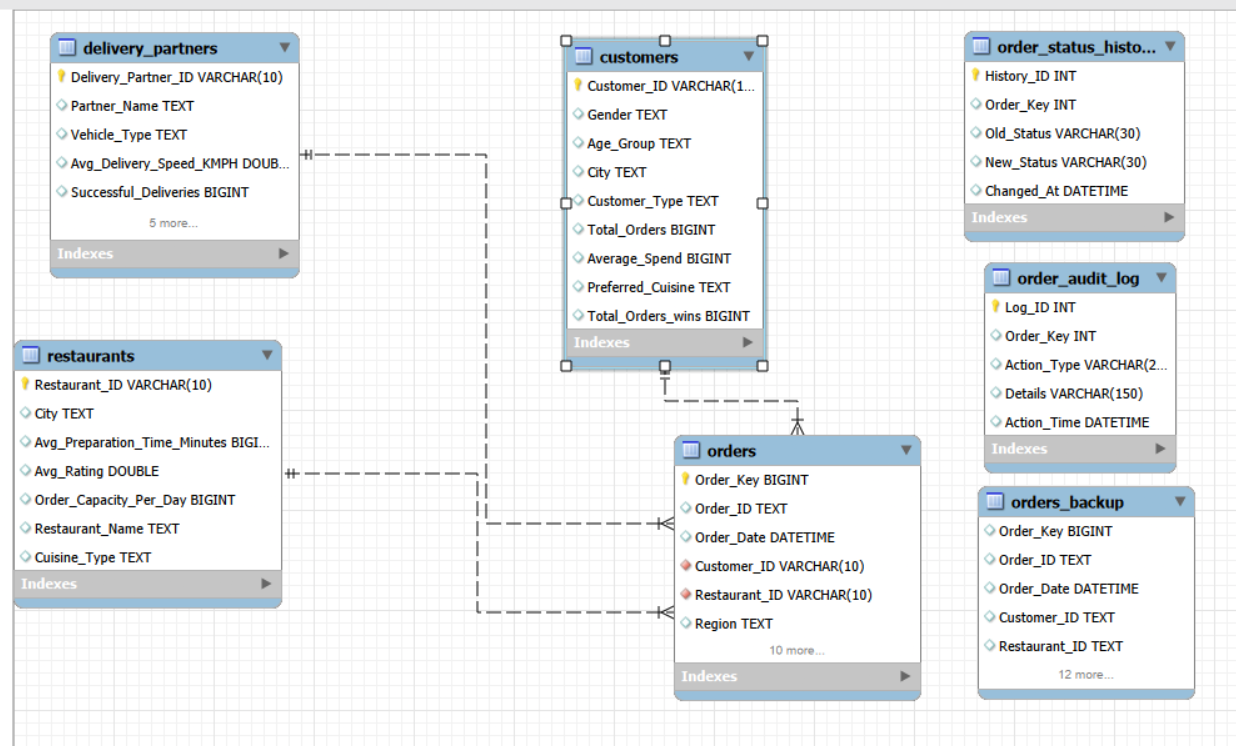 delivery_partners
Delivery_Partner_ID VARCHAR(10)
Partner_Name TEXT
Vehicle_Type TEXT
Avg_Delivery_Speed_KMPH DOUB...
Successful_Deliveries BIGINT
5 more...
Indexes
restaurants
Restaurant_ID VARCHAR(10)
City TEXT
Avg_Preparation_Time_Minutes BIGI...
Avg_Rating DOUBLE
Order_Capacity_Per_Day BIGINT
Restaurant_Name TEXT
Cuisine_Type TEXT
Indexes
customers
Customer_ID VARCHAR(1...
Gender TEXT
Age_Group TEXT
City TEXT
Customer_Type TEXT
Total_Orders BIGINT
Average_Spend BIGINT
Preferred_Cuisine TEXT
Total_Orders_wins BIGINT
Indexes
orders
Order_Key BIGINT
Order_ID TEXT
Order_Date DATETIME
Customer_ID VARCHAR(10)
Restaurant_ID VARCHAR(10)
Region TEXT
10 more...
Indexes
order_status_histo...
History_ID INT
Order_Key INT
Old_Status VARCHAR(30)
New_Status VARCHAR(30)
Changed_At DATETIME
Indexes
order_audit_log
Log_ID INT
Order_Key INT
Action_Type VARCHAR(2...
Details VARCHAR(150)
Action_Time DATETIME
Indexes
orders_backup
Order_Key BIGINT
Order_ID TEXT
Order_Date DATETIME
Customer_ID TEXT
Restaurant_ID TEXT
12 more...